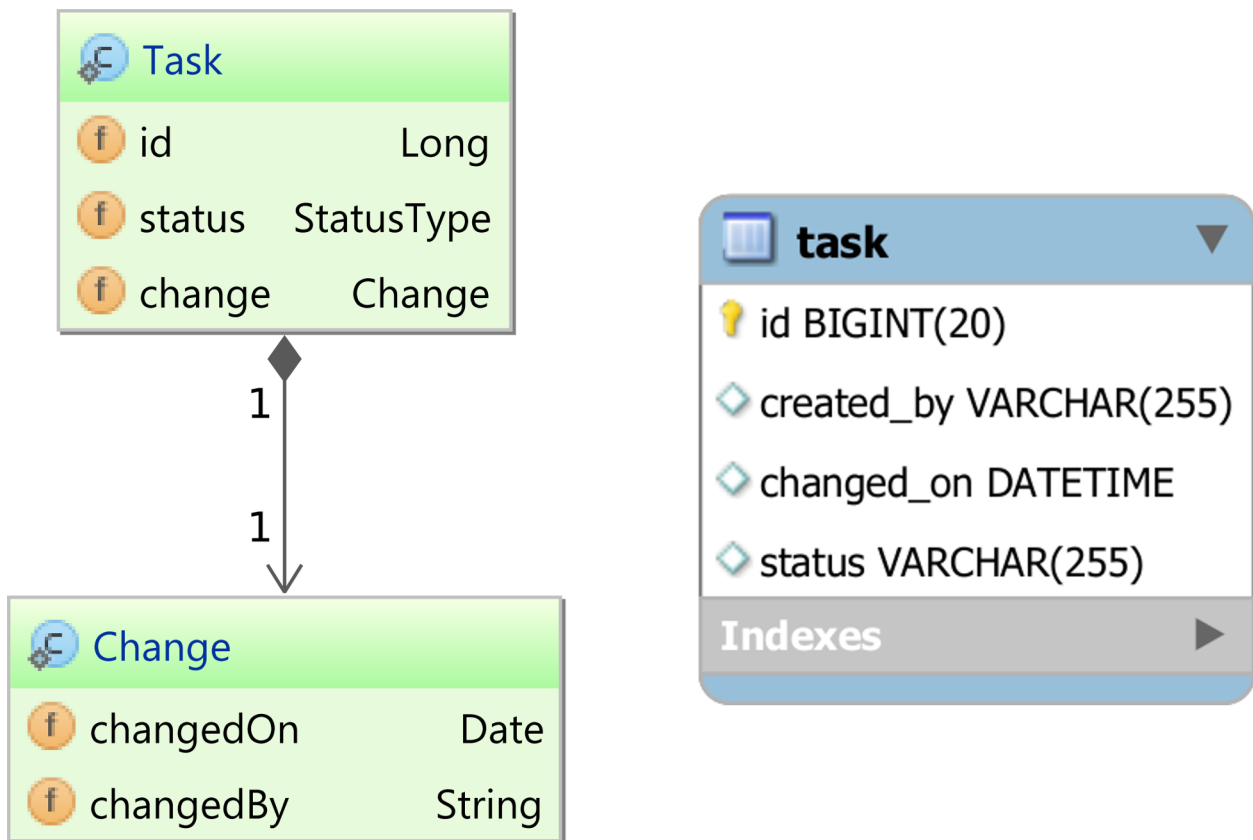 Task
id Long
status StatusType
change Change
1
1
Change
changedOn Date
changedBy String
task
id BIGINT(20)
created_by VARCHAR(255)
changed_on DATETIME
status VARCHAR(255)
Indexes